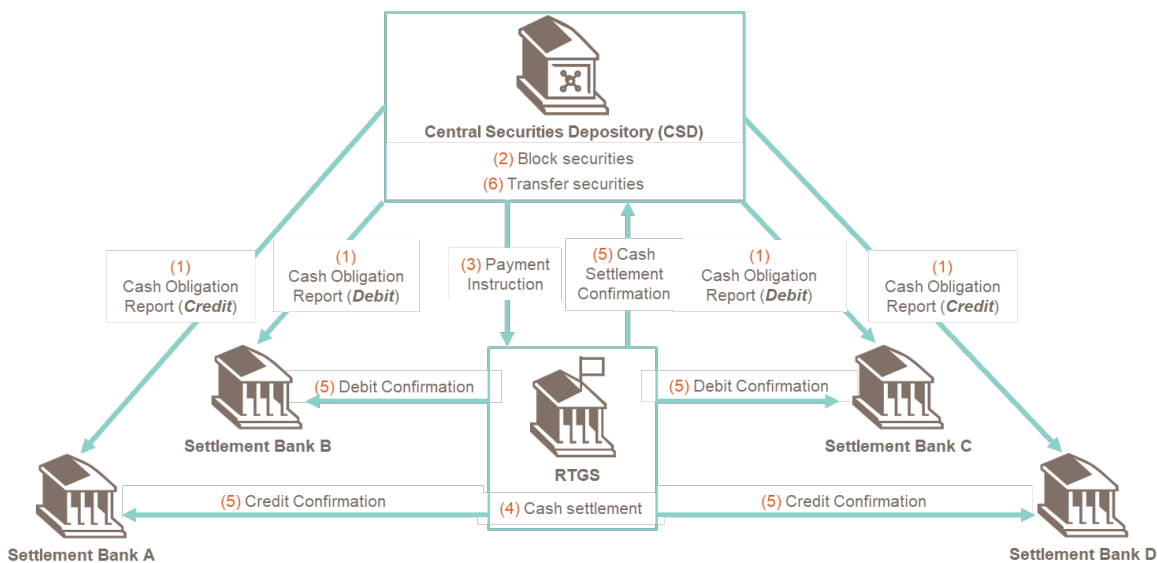 Central Securities Depository (CSD)
(2) Block securities
(6) Transfer securities
(1)
Cash Obligation
Report (Credit)
(1)
Cash Obligation
Report (Debit)
(3) Payment
Instruction
(5) Cash
Settlement
Confirmation
(1)
Cash Obligation
Report (Debit)
(1)
Cash Obligation
Report (Credit)
(5) Debit Confirmation
(5) Debit Confirmation
Settlement Bank B
Settlement Bank C
RTGS
(5) Credit Confirmation
(4) Cash settlement
(5) Credit Confirmation
Settlement Bank A
Settlement Bank D